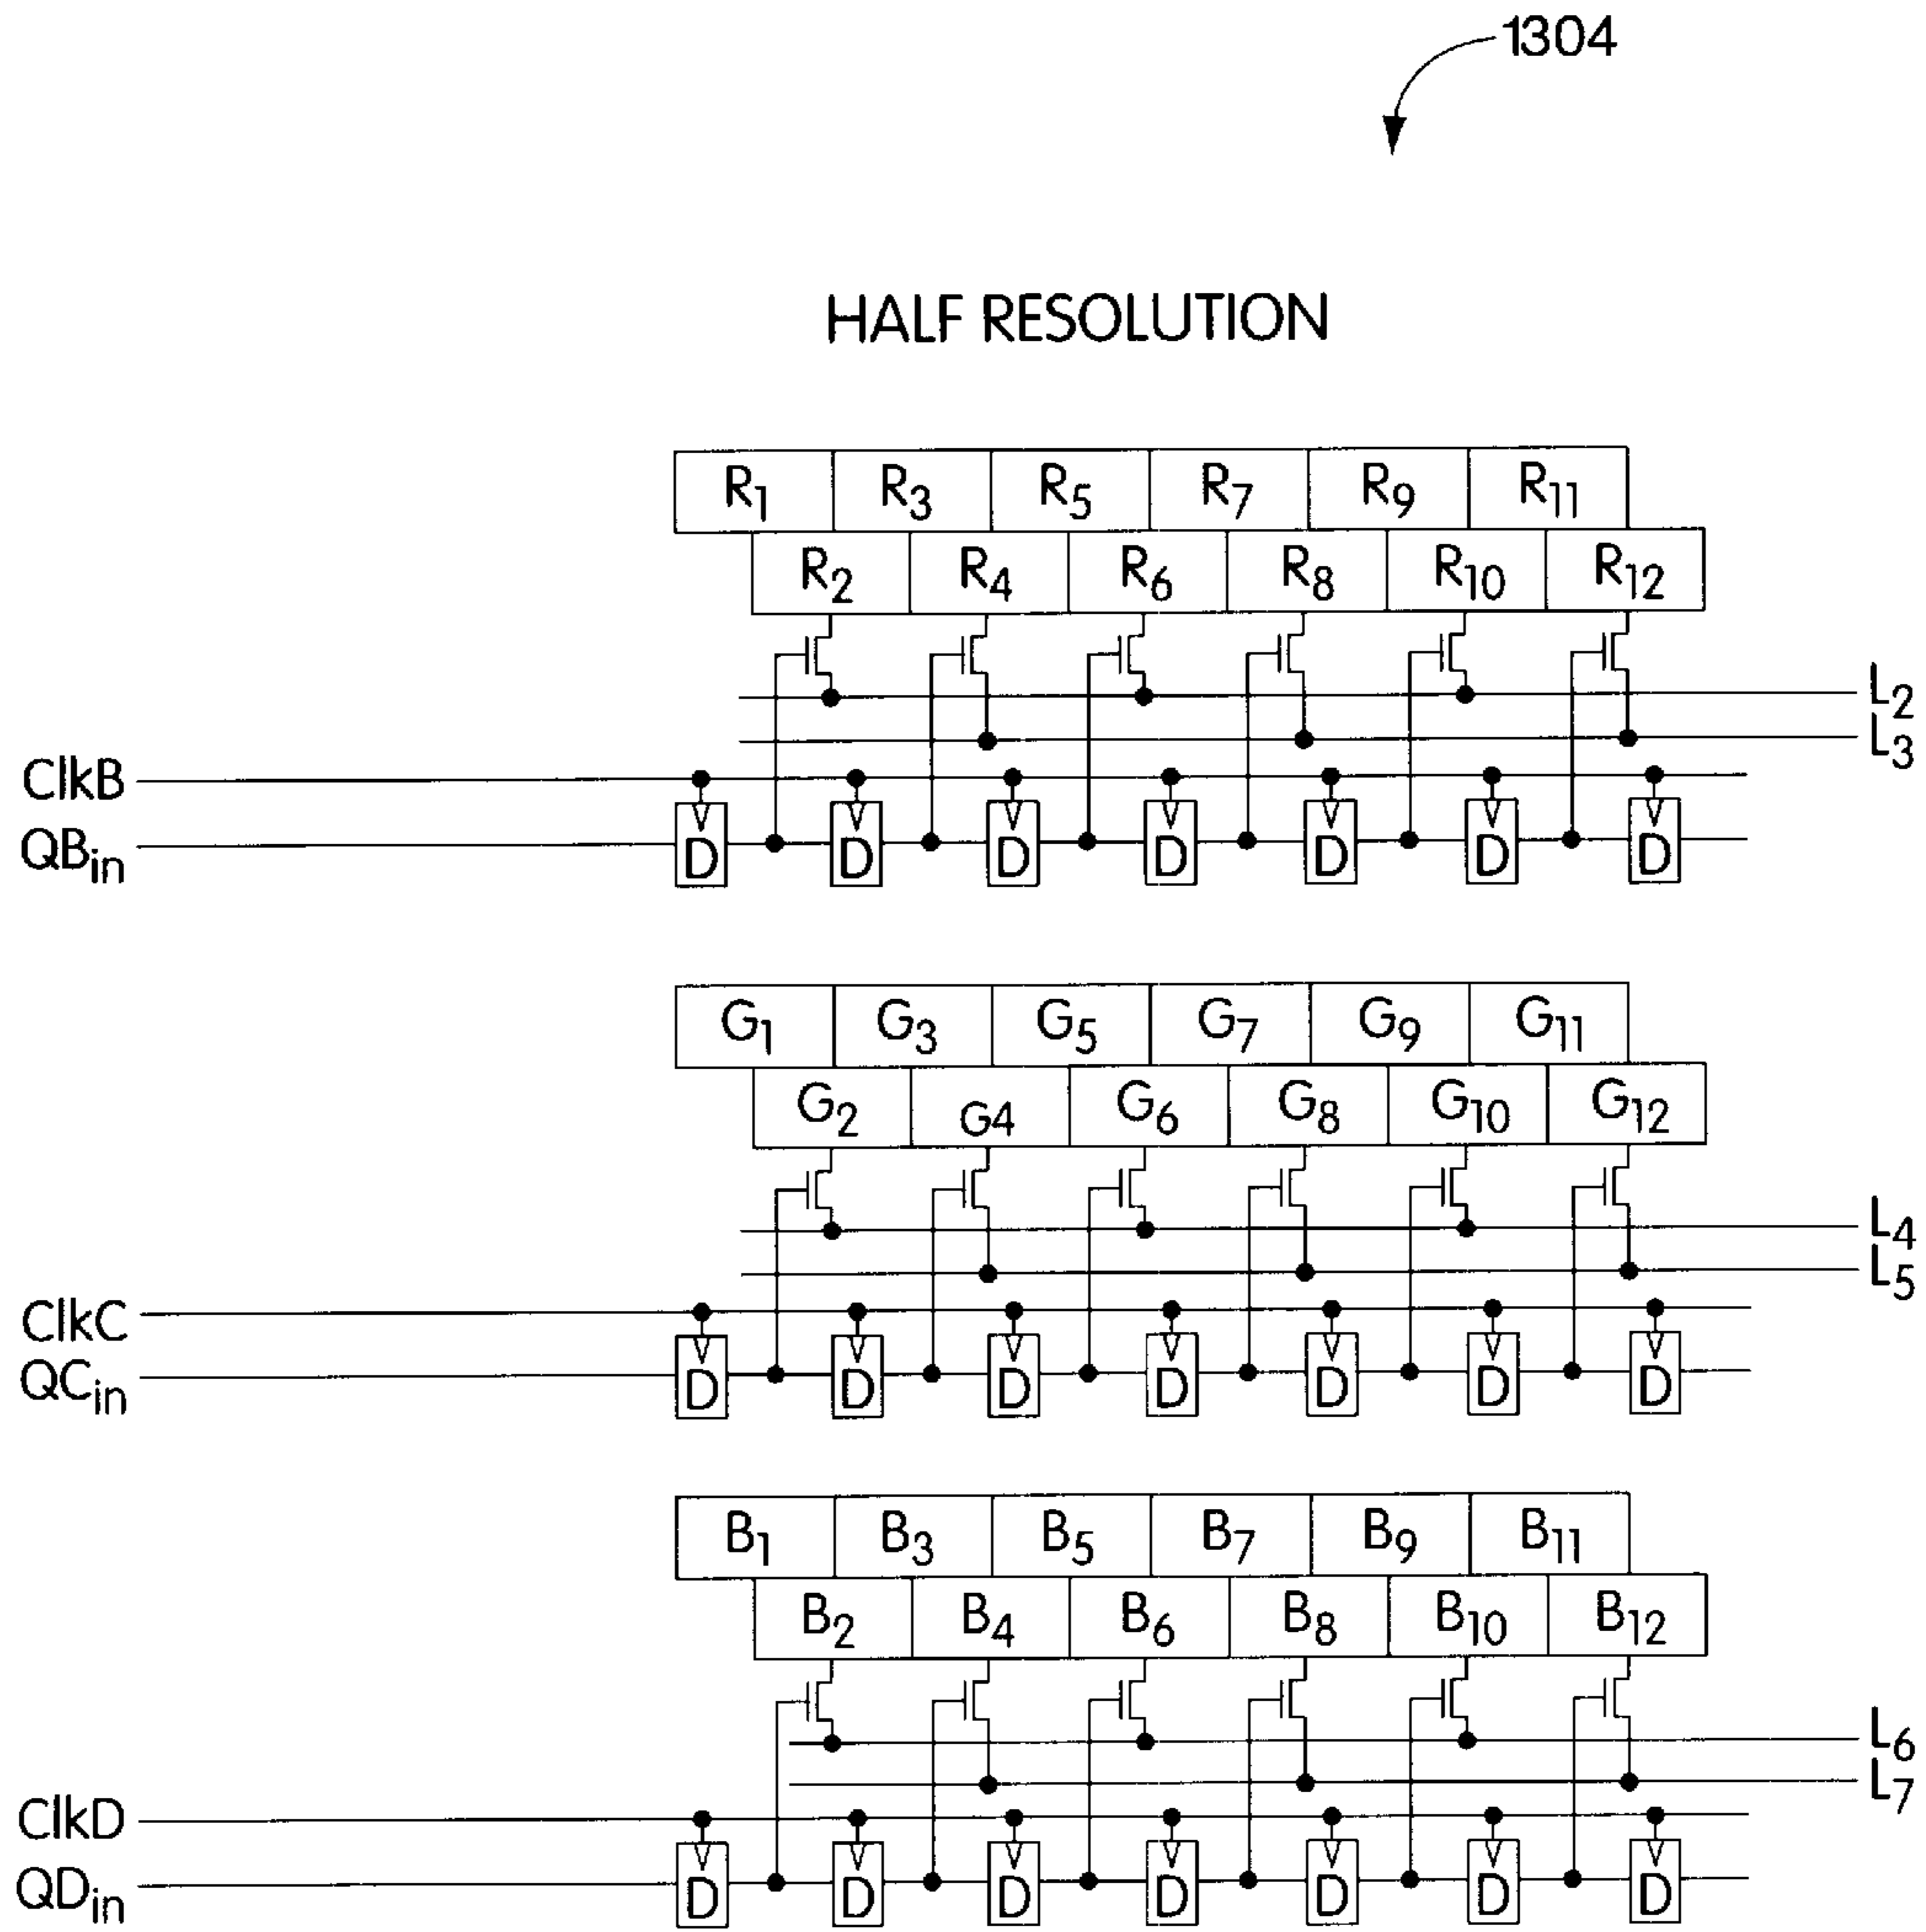 1304
HALF RESOLUTION
R1 R3 R5 R7 R9 R11
R2 R4 R6 R8 R10 R12
L2
L3
ClkB
QBin
D D D D D D D
G1 G3 G5 G7 G9 G11
G2 G4 G6 G8 G10 G12
L4
L5
ClkC
QCin
D D D D D D D
B1 B3 B5 B7 B9 B11
B2 B4 B6 B8 B10 B12
L6
L7
ClkD
QDin
D D D D D D D